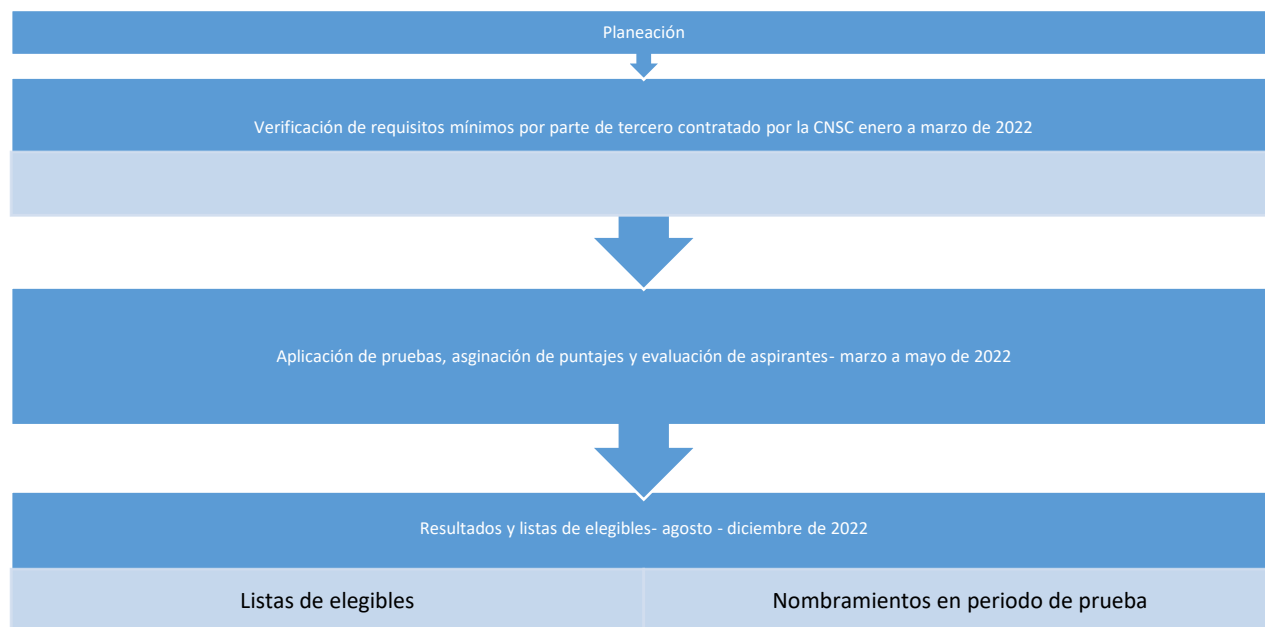 Planeación
Verificación de requisitos mínimos por parte de tercero contratado por la CNSC enero a marzo de 2022
Aplicación de pruebas, asginación de puntajes y evaluación de aspirantes- marzo a mayo de 2022
Resultados y listas de elegibles- agosto - diciembre de 2022
Listas de elegibles
Nombramientos en periodo de prueba